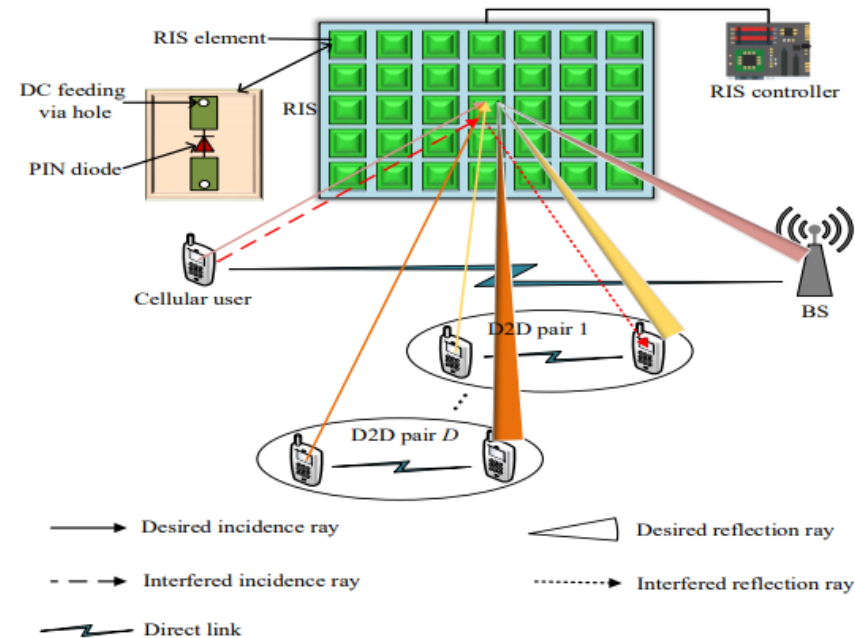 RIS element
DC feeding
via hole
PIN diode
RIS
RIS controller
Cellular user
BS
D2D pair 1
D2D pair D
Desired incidence ray
Desired reflection ray
Interfered incidence ray
Interfered reflection ray
Direct link